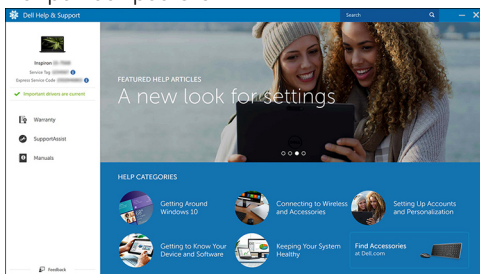 Dell Help & Support
Search
Inspiron
Service Tag
Express Service Code
Important drivers are current
Warranty
SupportAssist
Manuals
Feedback
FEATURED HELP ARTICLES
A new look for settings
HELP CATEGORIES
Getting Around
Windows 10
Connecting to Wireless
and Accessories
Setting Up Accounts
and Personalization
Getting to Know Your
Device and Software
Keeping Your System
Healthy
Find Accessories
at Dell.com